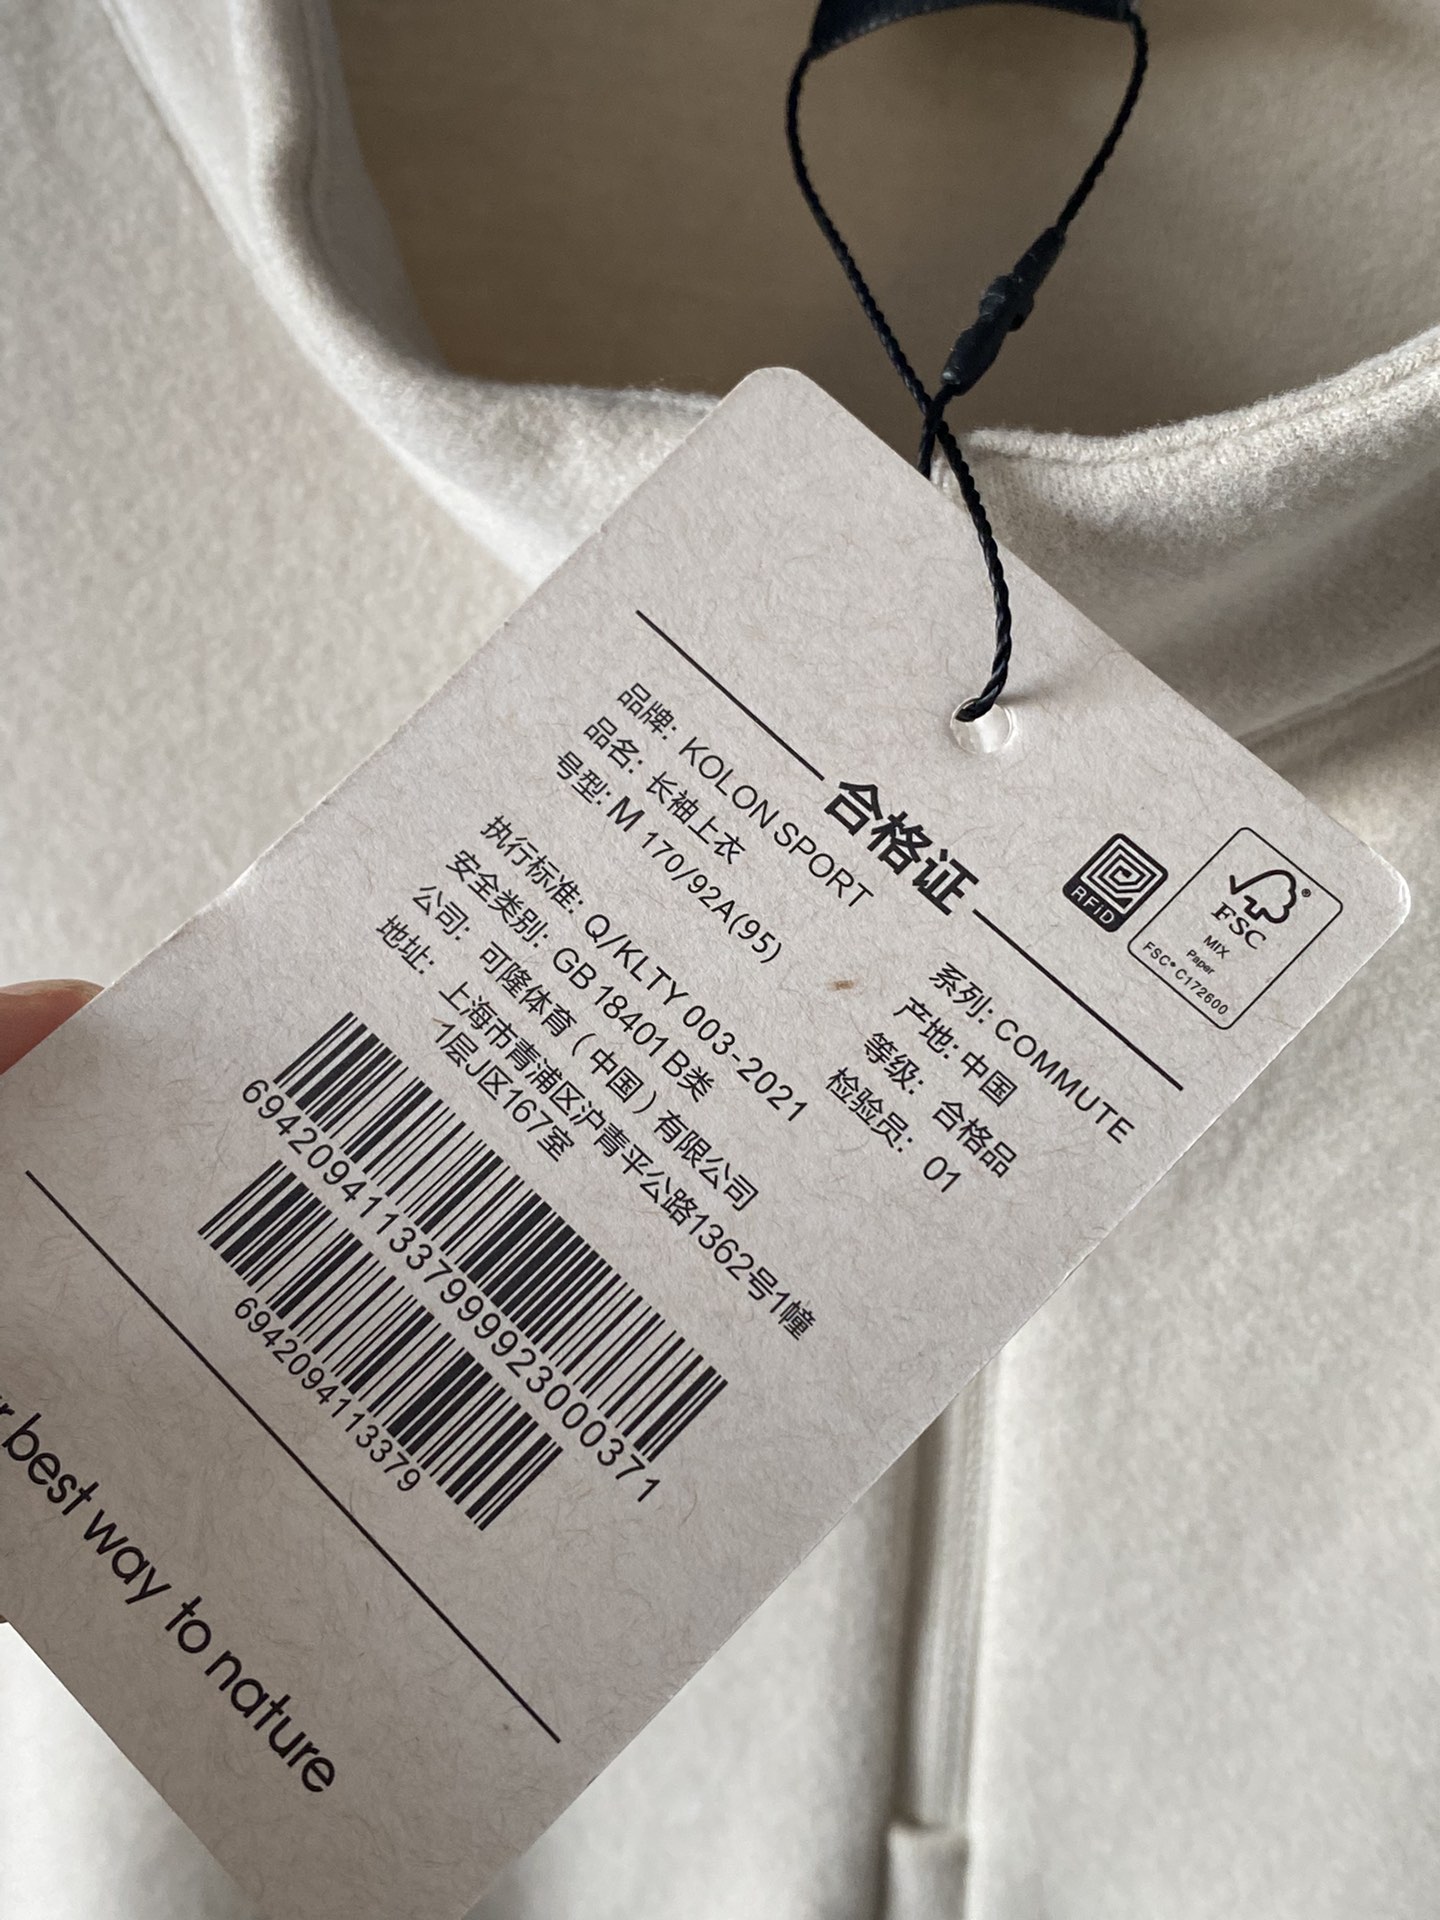 合格证
RFID
FSC®
MIX
Paper
FSC® C172600
品牌: KOLON SPORT
系列: COMMUTE
品名: 长袖上衣
产地: 中国
号型: M 170/92A(95)
等级: 合格品
检验员: 01
执行标准: Q/KLTY 003-2021
安全类别: GB 18401 B类
公司: 可隆体育（中国）有限公司
地址: 上海市青浦区沪青平公路1362号1幢
1层J区167室
6942094113379999230000371
6942094113379
best way to nature